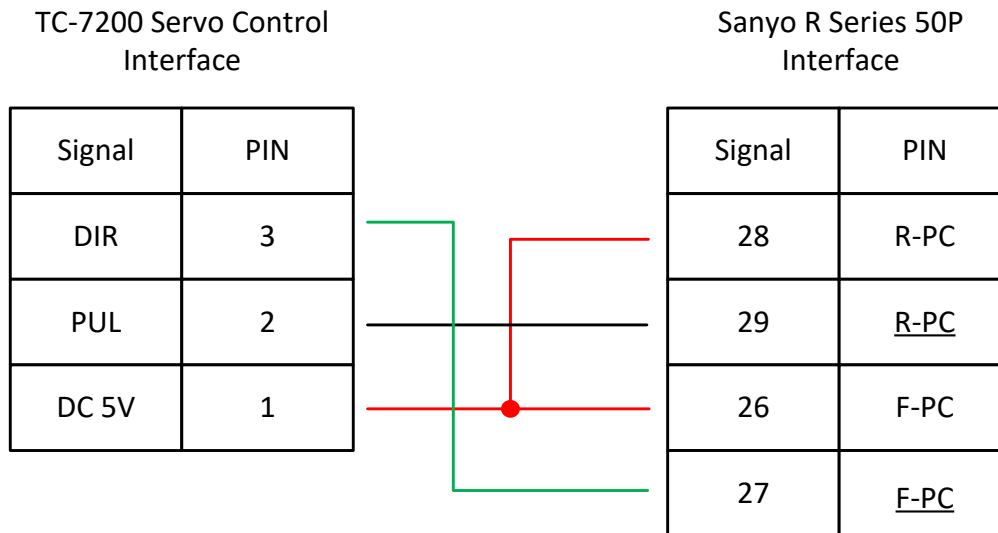 TC-7200 Servo Control
Interface
Signal PIN
DIR 3
PUL 2
DC 5V 1
Sanyo R Series 50P
Interface
Signal PIN
28 R-PC
29 R-PC
26 F-PC
27 F-PC